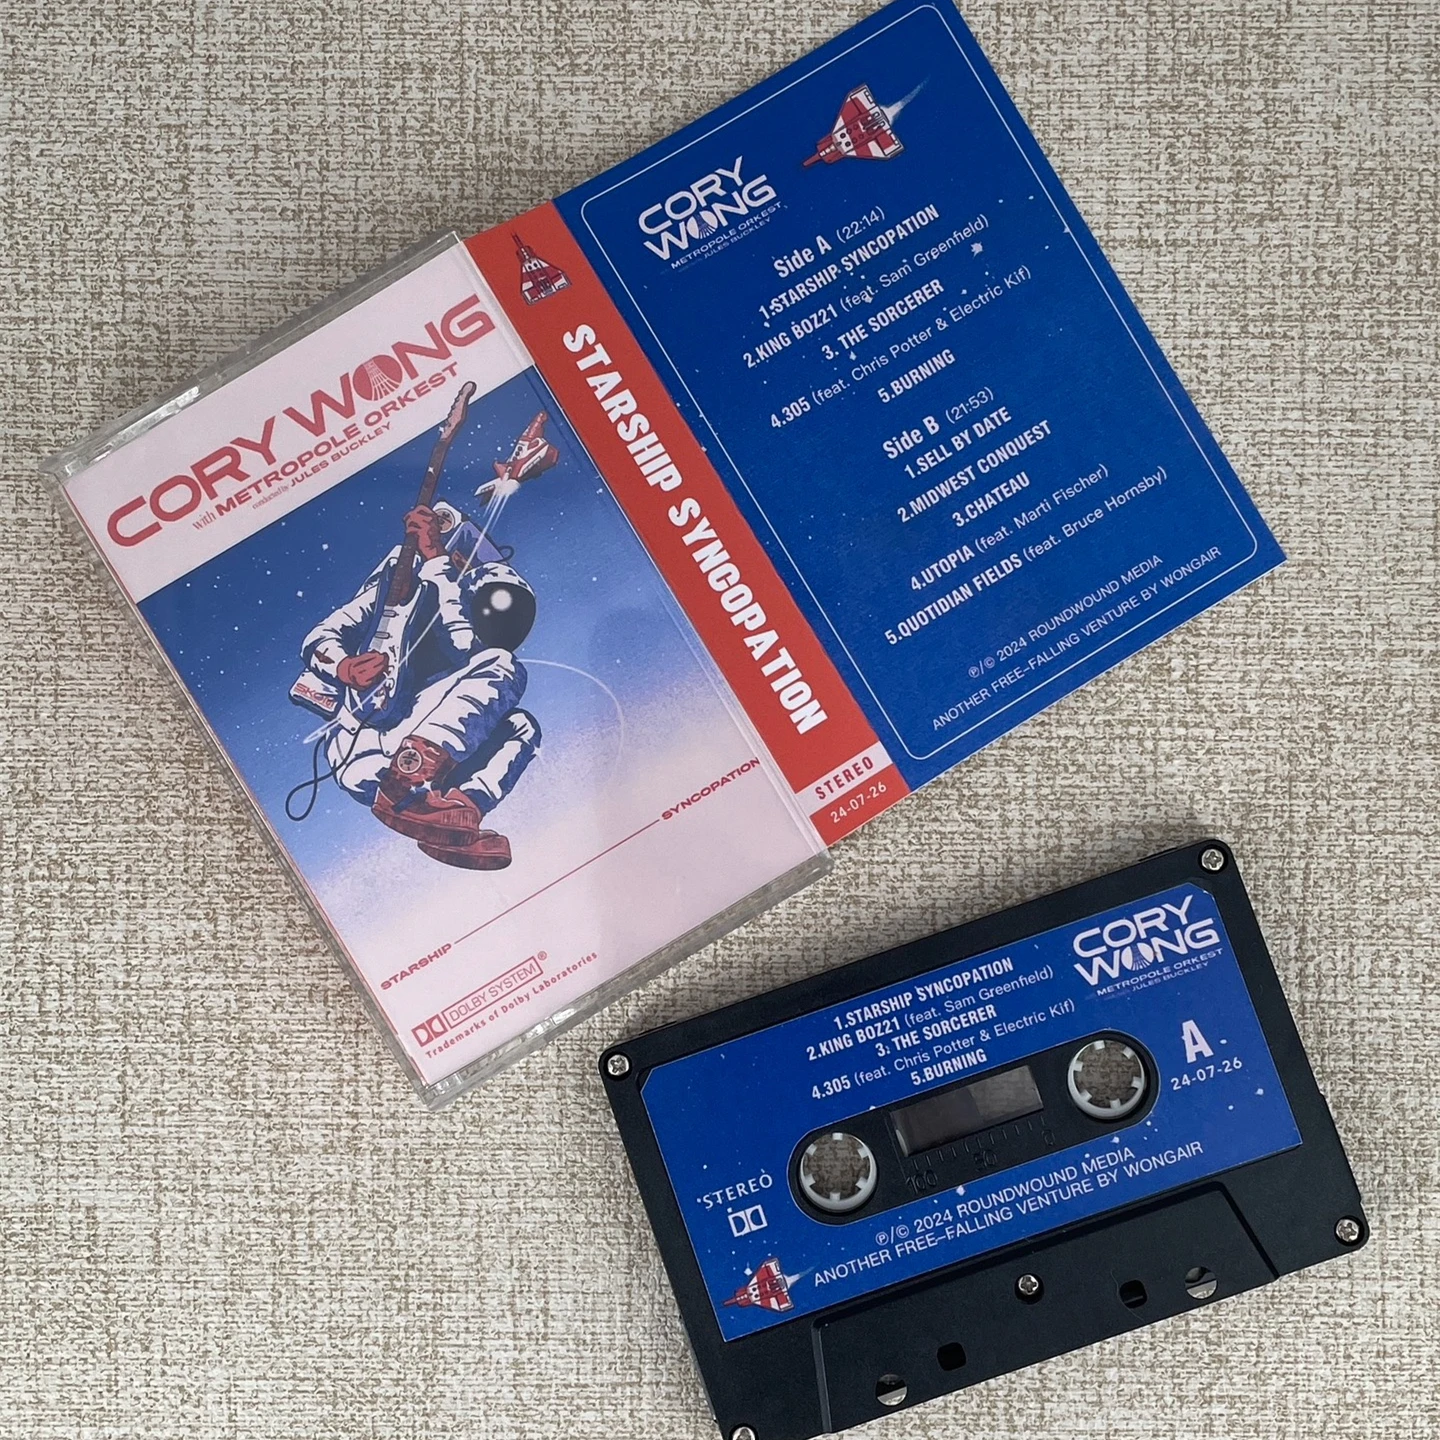 CORY WONG
with METROPOLE ORKEST
conducted by JULES BUCKLEY
SKOTA
STARSHIP SYNCOPATION
DOLBY SYSTEM®
Trademarks of Dolby Laboratories
STARSHIP SYNCOPATION
STEREO
24-07-26
CORY
WONG
METROPOLE ORKEST
JULES BUCKLEY
Side A (22:14)
1.STARSHIP SYNCOPATION
2.KING BOZ21 (feat. Sam Greenfield)
3. THE SORCERER
4.305 (feat. Chris Potter & Electric Kif)
5.BURNING
Side B (21:53)
1.SELL BY DATE
2.MIDWEST CONQUEST
3.CHATEAU
4.UTOPIA (feat. Marti Fischer)
5.QUOTIDIAN FIELDS (feat. Bruce Hornsby)
℗/© 2024 ROUNDWOUND MEDIA
ANOTHER FREE-FALLING VENTURE BY WONGAIR
CORY
WONG
METROPOLE ORKEST
JULES BUCKLEY
1.STARSHIP SYNCOPATION
2.KING BOZ21 (feat. Sam Greenfield)
3. THE SORCERER
4.305 (feat. Chris Potter & Electric Kif)
5.BURNING
A
24-07-26
100 50 0
STEREO
℗/© 2024 ROUNDWOUND MEDIA
ANOTHER FREE-FALLING VENTURE BY WONGAIR